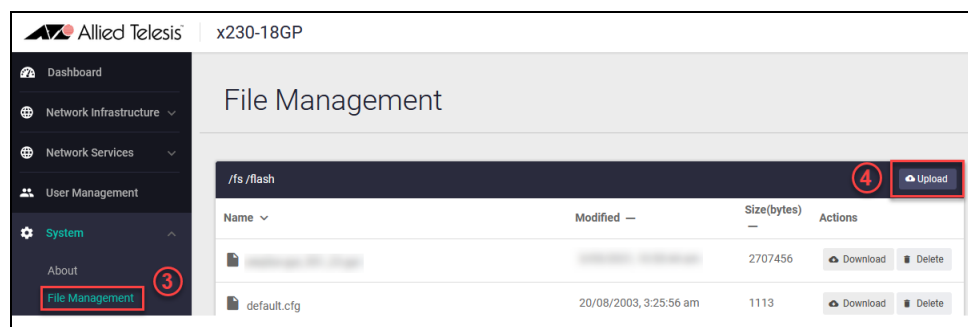 Allied Telesis x230-18GP
Dashboard
Network Infrastructure
Network Services
User Management
System
About
File Management
3
File Management
/fs /flash
4
Upload
Name Modified Size(bytes) Actions
2707456 Download Delete
default.cfg 20/08/2003, 3:25:56 am 1113 Download Delete